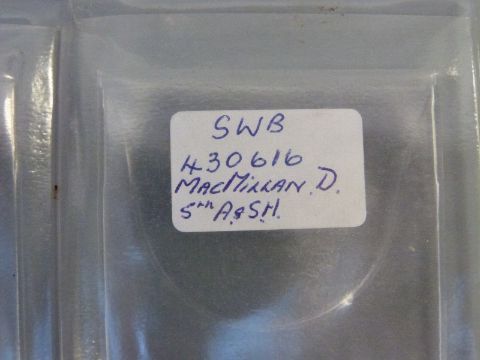 SWB
430616
MacMillan. D.
5th A&SH.